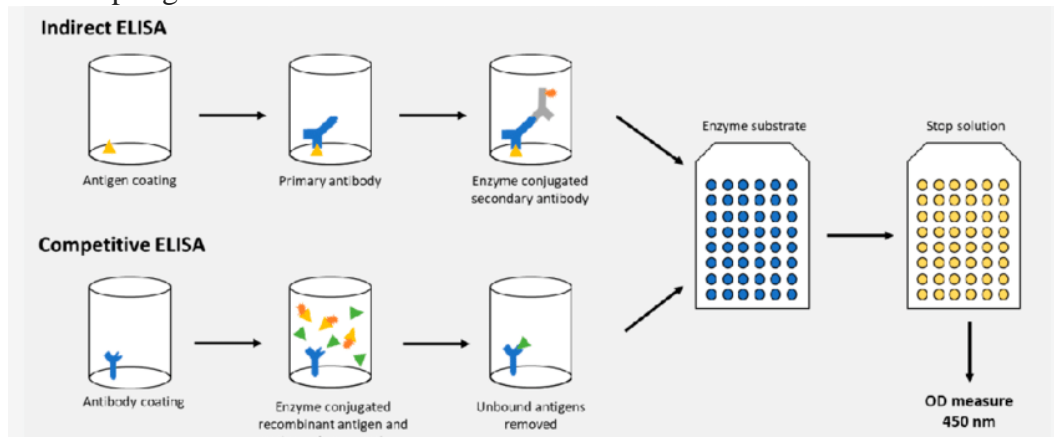 Indirect ELISA
Enzyme substrate
Stop solution
Antigen coating
Primary antibody
Enzyme conjugated
secondary antibody
Competitive ELISA
Antibody coating
Enzyme conjugated
recombinant antigen and
Unbound antigens
removed
OD measure
450 nm